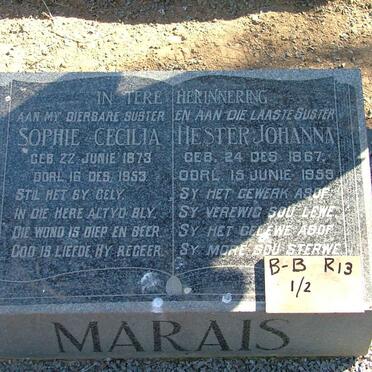 IN TERE HERINNERING
AAN MY DIERBARE SUSTER
SOPHIE CECILIA
GEB. 22 JUNIE 1873
OORL. 16 DES. 1953
STIL HET SY GELY,
IN DIE HERE ALTYD BLY.
DIE WOND IS DIEP EN SEER,
GOD IS LIEFDE, HY REGEER.
EN AAN DIE LAASTE SUSTER
HESTER JOHANNA
GEB. 24 DES. 1867.
OORL. 15 JUNIE 1959
SY HET GEWERK ASOF
SY VEREWIG SOU LEWE,
SY HET GELEWE ASOF
SY MÔRE SOU STERWE
B-B R13
1/2
MARAIS